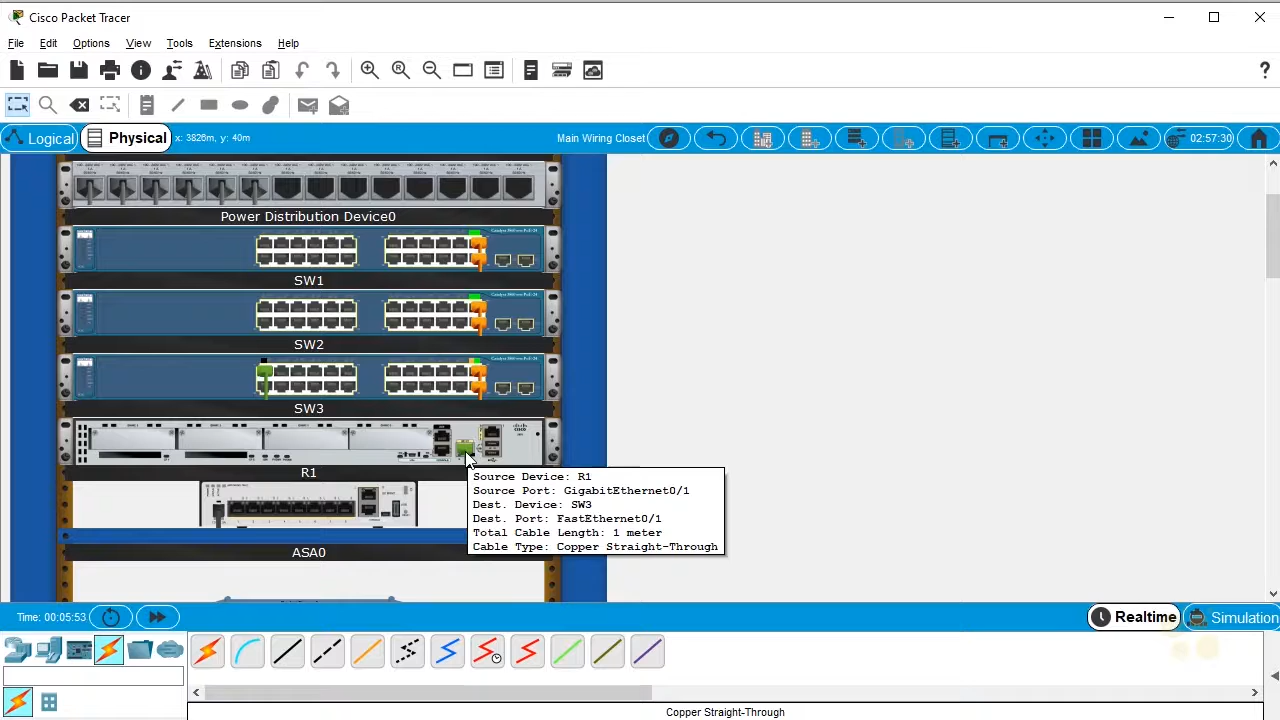 Cisco Packet Tracer
File Edit Options View Tools Extensions Help
Logical Physical x: 3826m, y: 40m Main Wiring Closet 02:57:30
Power Distribution Device0
SW1
SW2
SW3
R1
Source Device: R1
Source Port: GigabitEthernet0/1
Dest. Device: SW3
Dest. Port: FastEthernet0/1
Total Cable Length: 1 meter
Cable Type: Copper Straight-Through
ASA0
Time: 00:05:53 Realtime Simulation
Copper Straight-Through